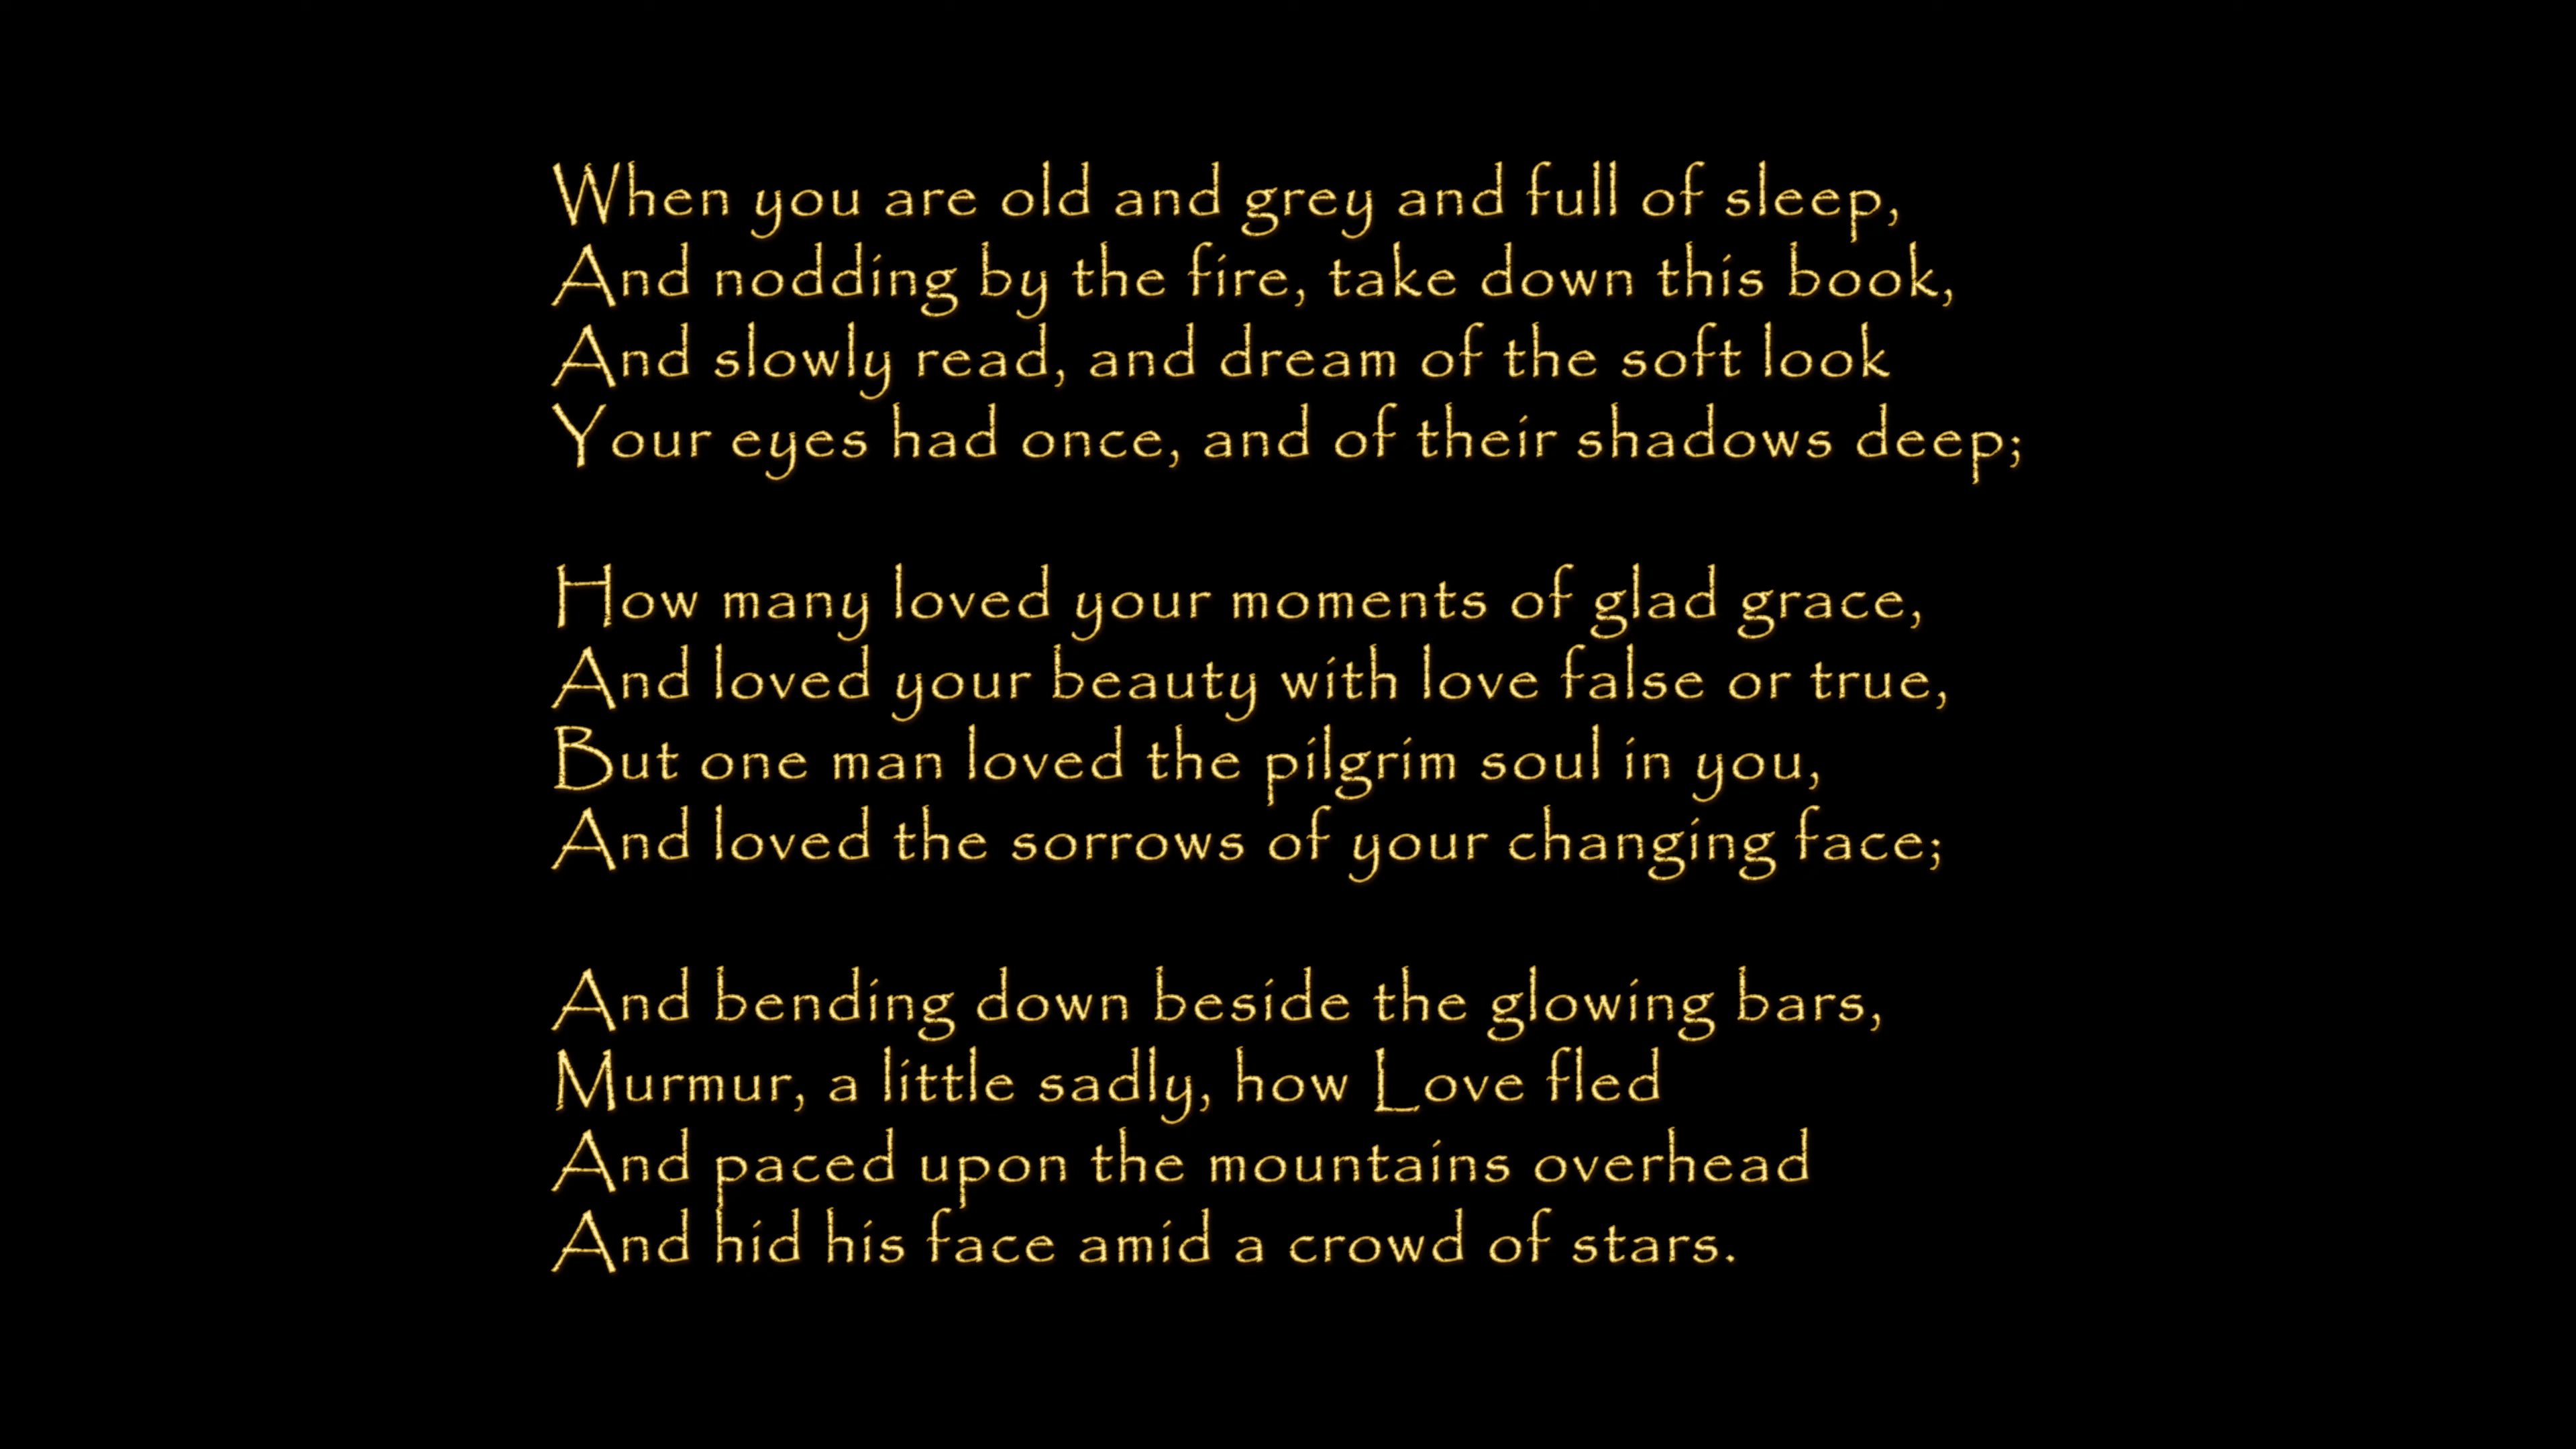 When you are old and grey and full of sleep,
And nodding by the fire, take down this book,
And slowly read, and dream of the soft look
Your eyes had once, and of their shadows deep;
How many loved your moments of glad grace,
And loved your beauty with love false or true,
But one man loved the pilgrim soul in you,
And loved the sorrows of your changing face;
And bending down beside the glowing bars,
Murmur, a little sadly, how Love fled
And paced upon the mountains overhead
And hid his face amid a crowd of stars.